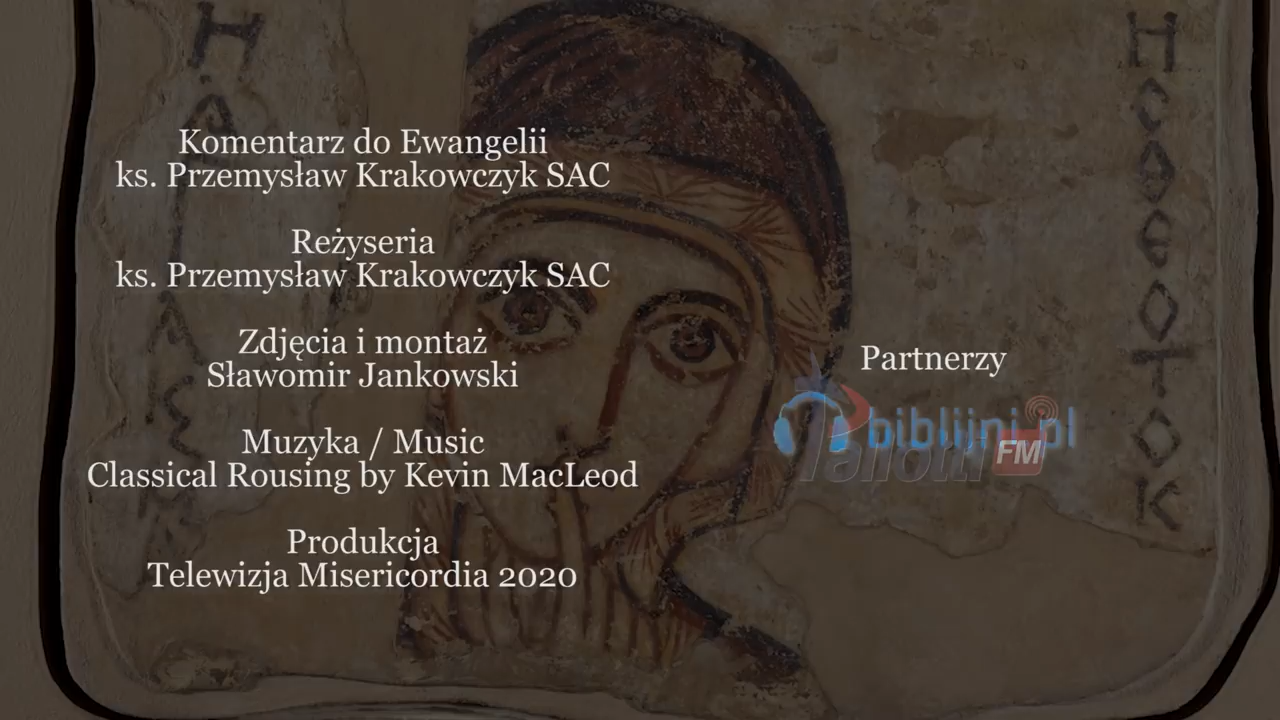 Komentarz do Ewangelii
ks. Przemysław Krakowczyk SAC
Reżyseria
ks. Przemysław Krakowczyk SAC
Zdjęcia i montaż
Sławomir Jankowski
Muzyka / Music
Classical Rousing by Kevin MacLeod
Produkcja
Telewizja Misericordia 2020
Partnerzy
biblijni.pl
Pallotti FM